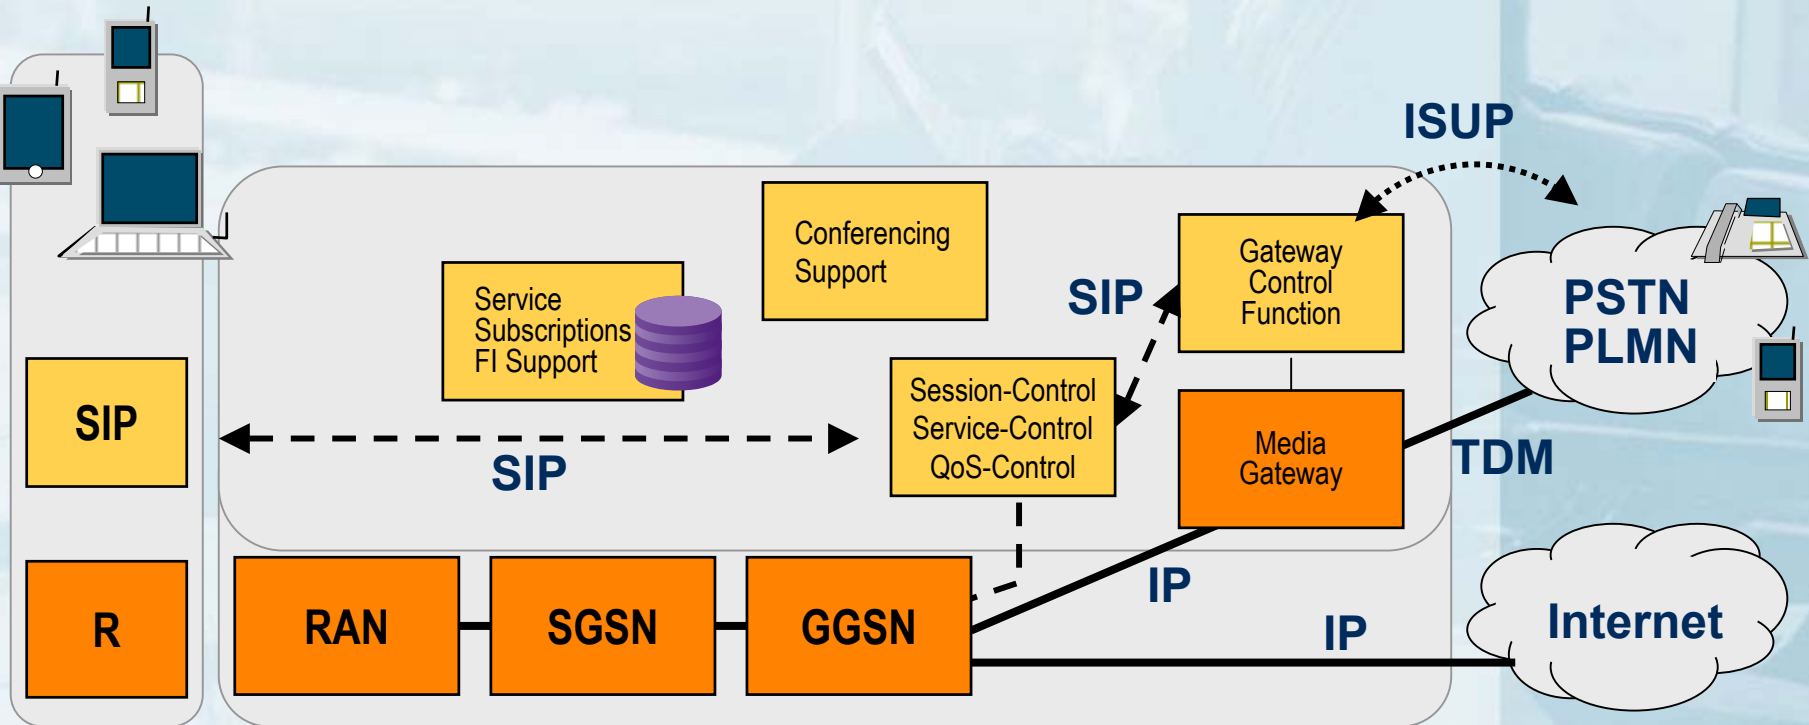 ISUP
Conferencing
Support
Gateway
Control
Function
Service
Subscriptions
FI Support
SIP
PSTN
PLMN
SIP
SIP
Session-Control
Service-Control
QoS-Control
Media
Gateway
TDM
R
RAN
SGSN
GGSN
IP
IP
Internet